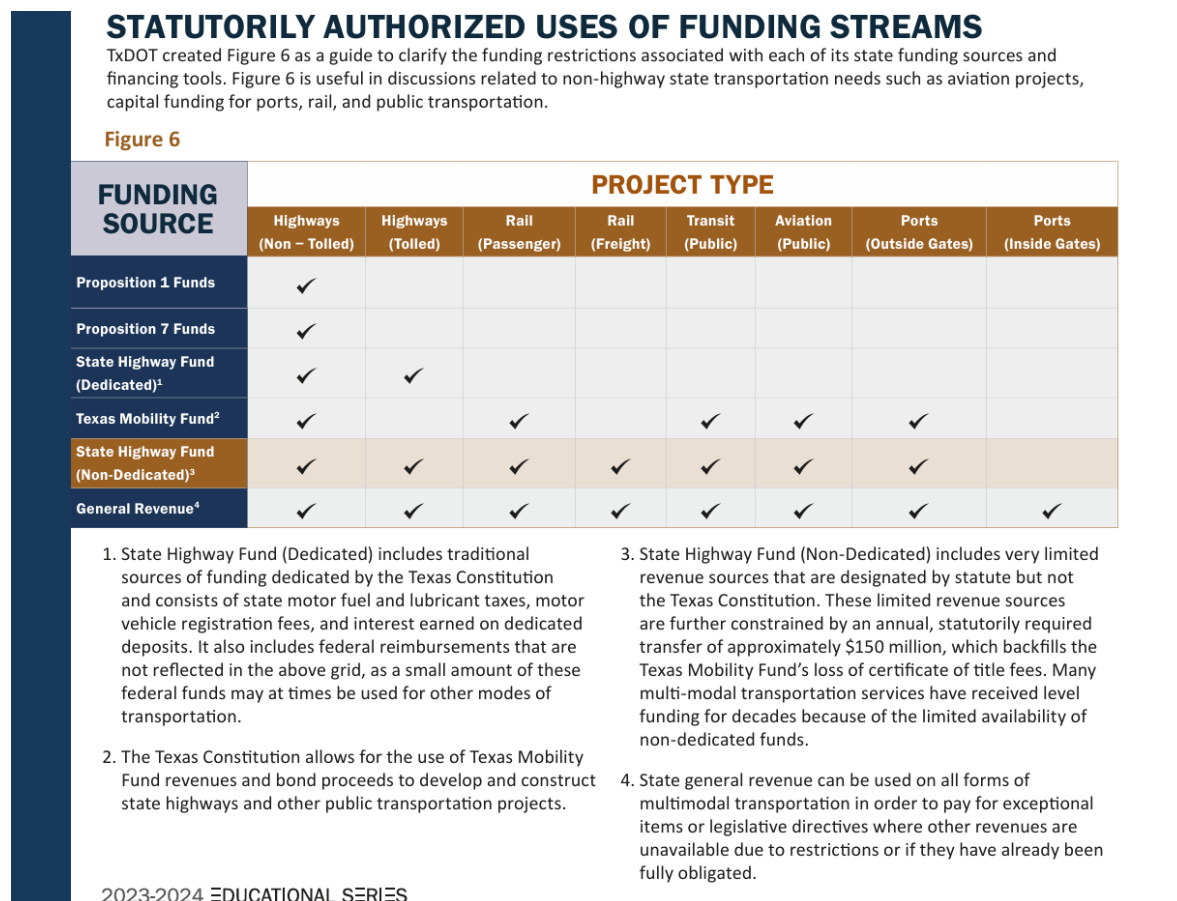 STATUTORILY AUTHORIZED USES OF FUNDING STREAMS
TxDOT created Figure 6 as a guide to clarify the funding restrictions associated with each of its state funding sources and
financing tools. Figure 6 is useful in discussions related to non-highway state transportation needs such as aviation projects,
capital funding for ports, rail, and public transportation.
Figure 6
FUNDING
SOURCE
PROJECT TYPE
Highways
(Non – Tolled)
Highways
(Tolled)
Rail
(Passenger)
Rail
(Freight)
Transit
(Public)
Aviation
(Public)
Ports
(Outside Gates)
Ports
(Inside Gates)
Proposition 1 Funds ✓
Proposition 7 Funds ✓
State Highway Fund
(Dedicated)¹ ✓ ✓
Texas Mobility Fund² ✓ ✓ ✓ ✓ ✓
State Highway Fund
(Non-Dedicated)³ ✓ ✓ ✓ ✓ ✓ ✓ ✓
General Revenue⁴ ✓ ✓ ✓ ✓ ✓ ✓ ✓ ✓
1. State Highway Fund (Dedicated) includes traditional
sources of funding dedicated by the Texas Constitution
and consists of state motor fuel and lubricant taxes, motor
vehicle registration fees, and interest earned on dedicated
deposits. It also includes federal reimbursements that are
not reflected in the above grid, as a small amount of these
federal funds may at times be used for other modes of
transportation.
2. The Texas Constitution allows for the use of Texas Mobility
Fund revenues and bond proceeds to develop and construct
state highways and other public transportation projects.
3. State Highway Fund (Non-Dedicated) includes very limited
revenue sources that are designated by statute but not
the Texas Constitution. These limited revenue sources
are further constrained by an annual, statutorily required
transfer of approximately $150 million, which backfills the
Texas Mobility Fund's loss of certificate of title fees. Many
multi-modal transportation services have received level
funding for decades because of the limited availability of
non-dedicated funds.
4. State general revenue can be used on all forms of
multimodal transportation in order to pay for exceptional
items or legislative directives where other revenues are
unavailable due to restrictions or if they have already been
fully obligated.
2023-2024 EDUCATIONAL SERIES